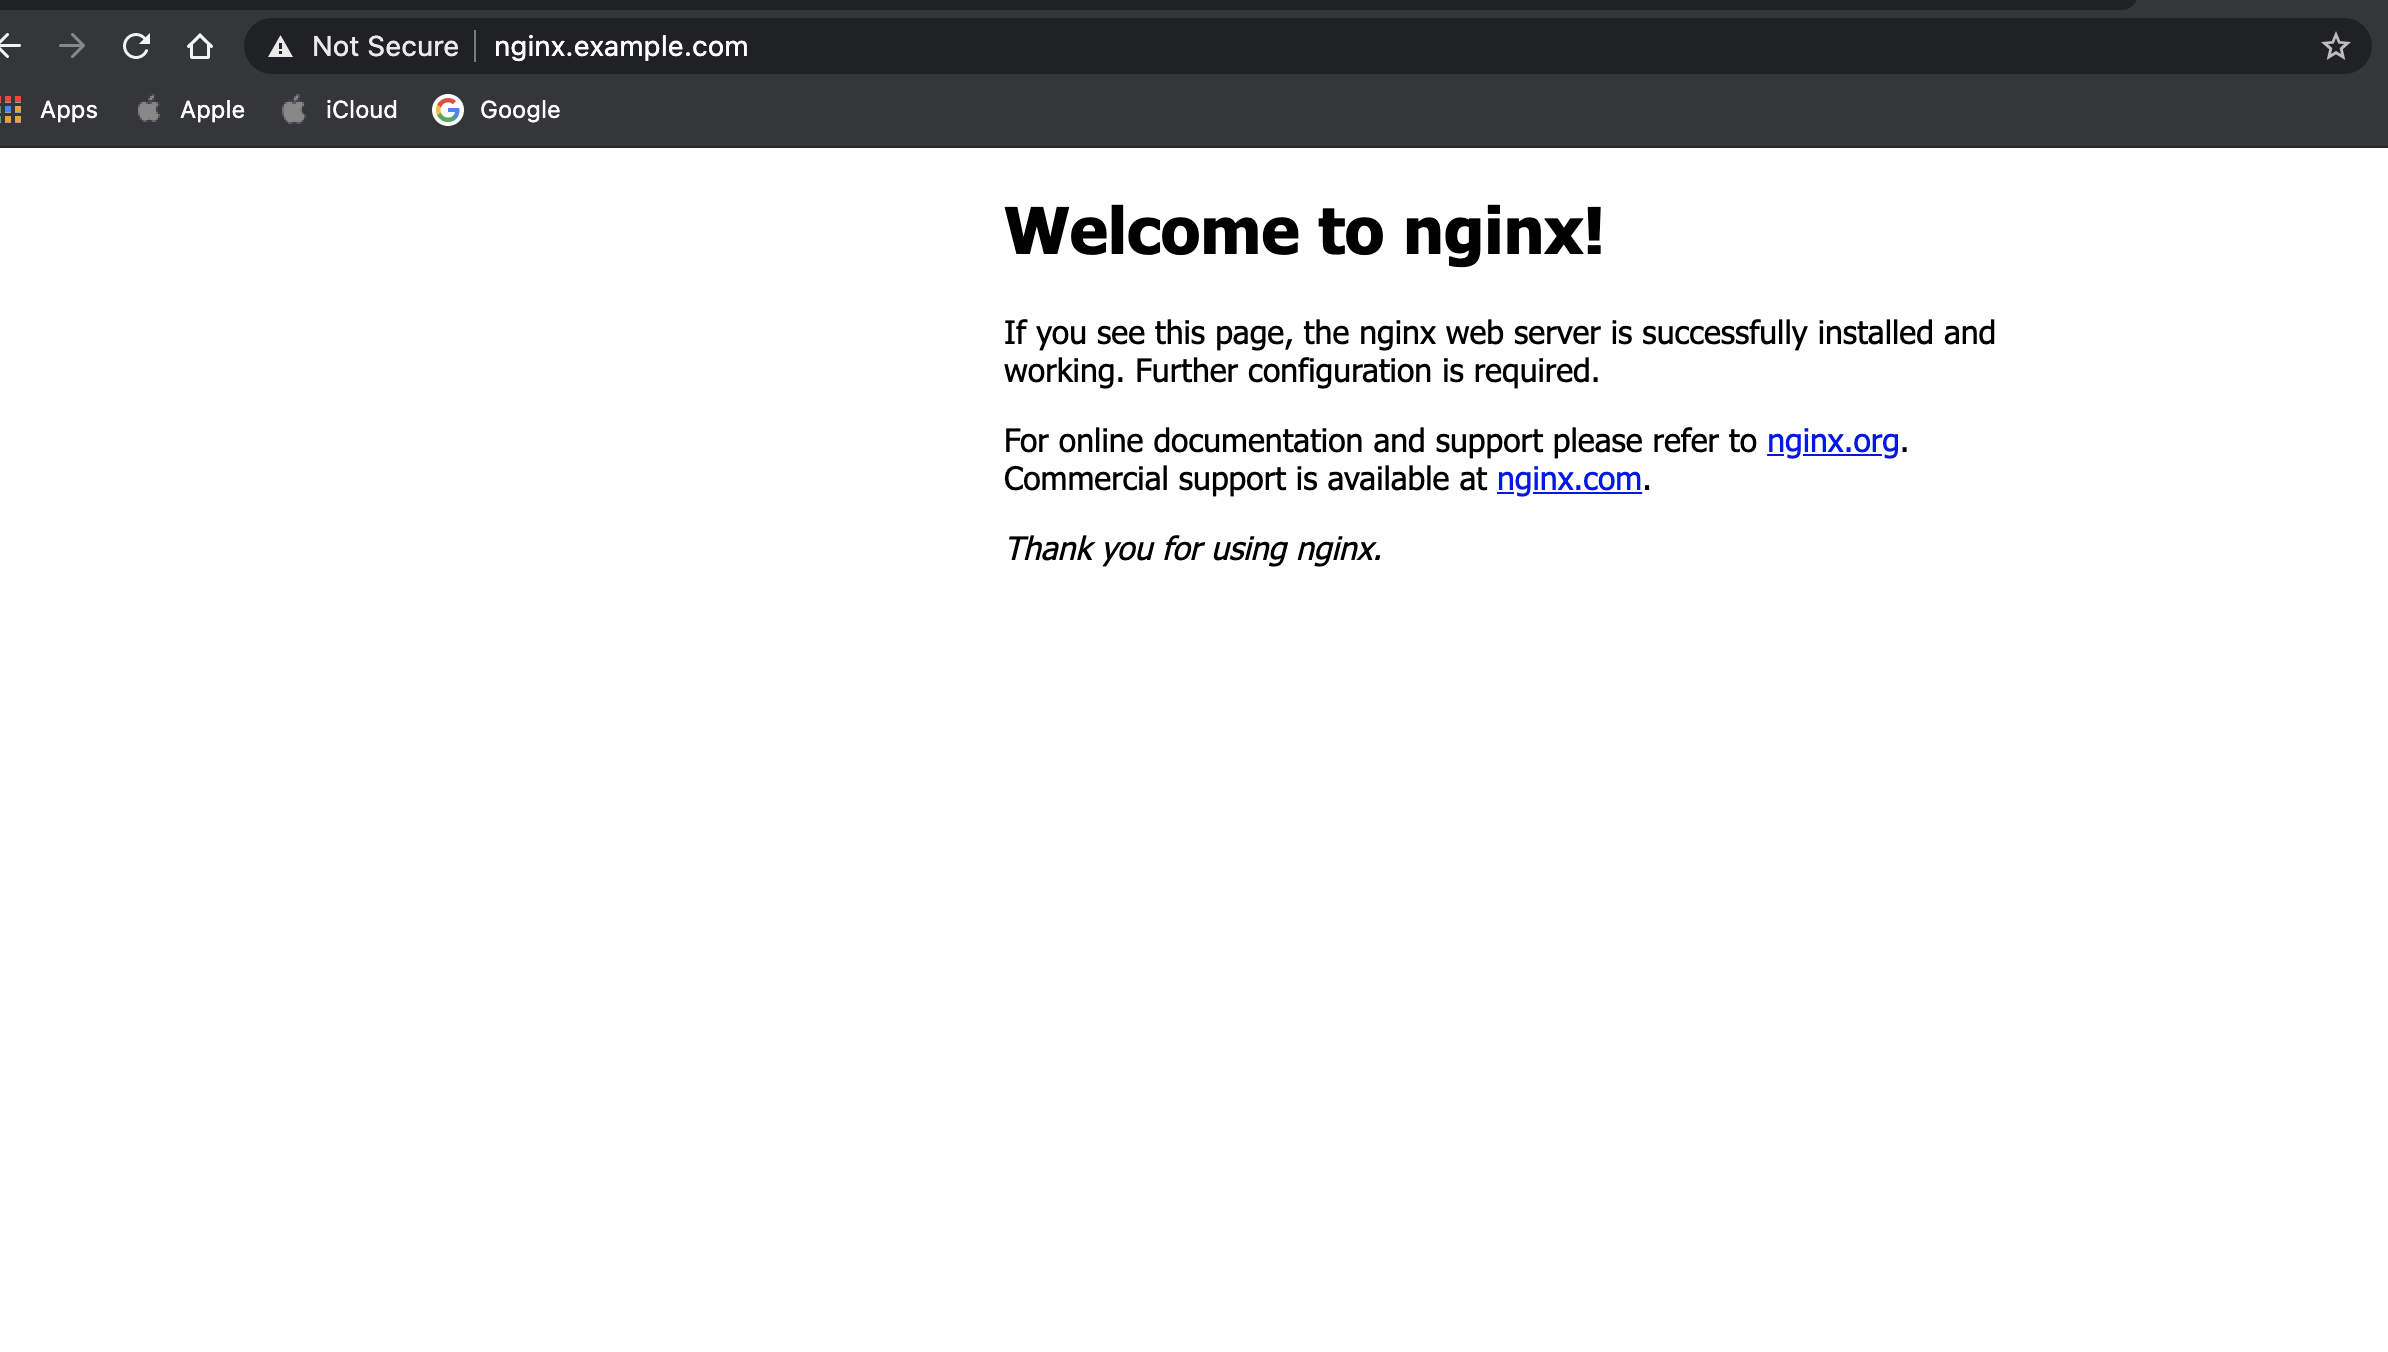 Not Secure | nginx.example.com
Apps Apple iCloud Google
Welcome to nginx!
If you see this page, the nginx web server is successfully installed and
working. Further configuration is required.
For online documentation and support please refer to nginx.org.
Commercial support is available at nginx.com.
Thank you for using nginx.